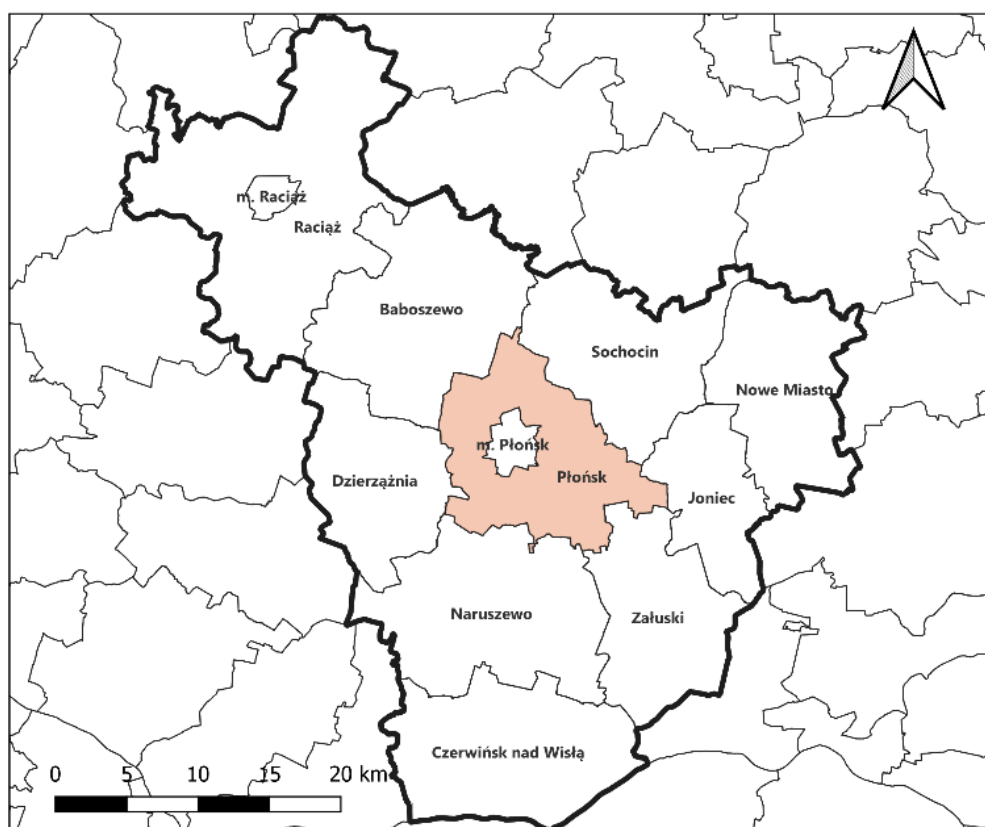 m. Raciąż
Raciąż
Baboszewo
Sochocin
Nowe Miasto
m. Płońsk
Dzierzążnia
Płońsk
Joniec
Naruszewo
Załuski
Czerwińsk nad Wisłą
0 5 10 15 20 km